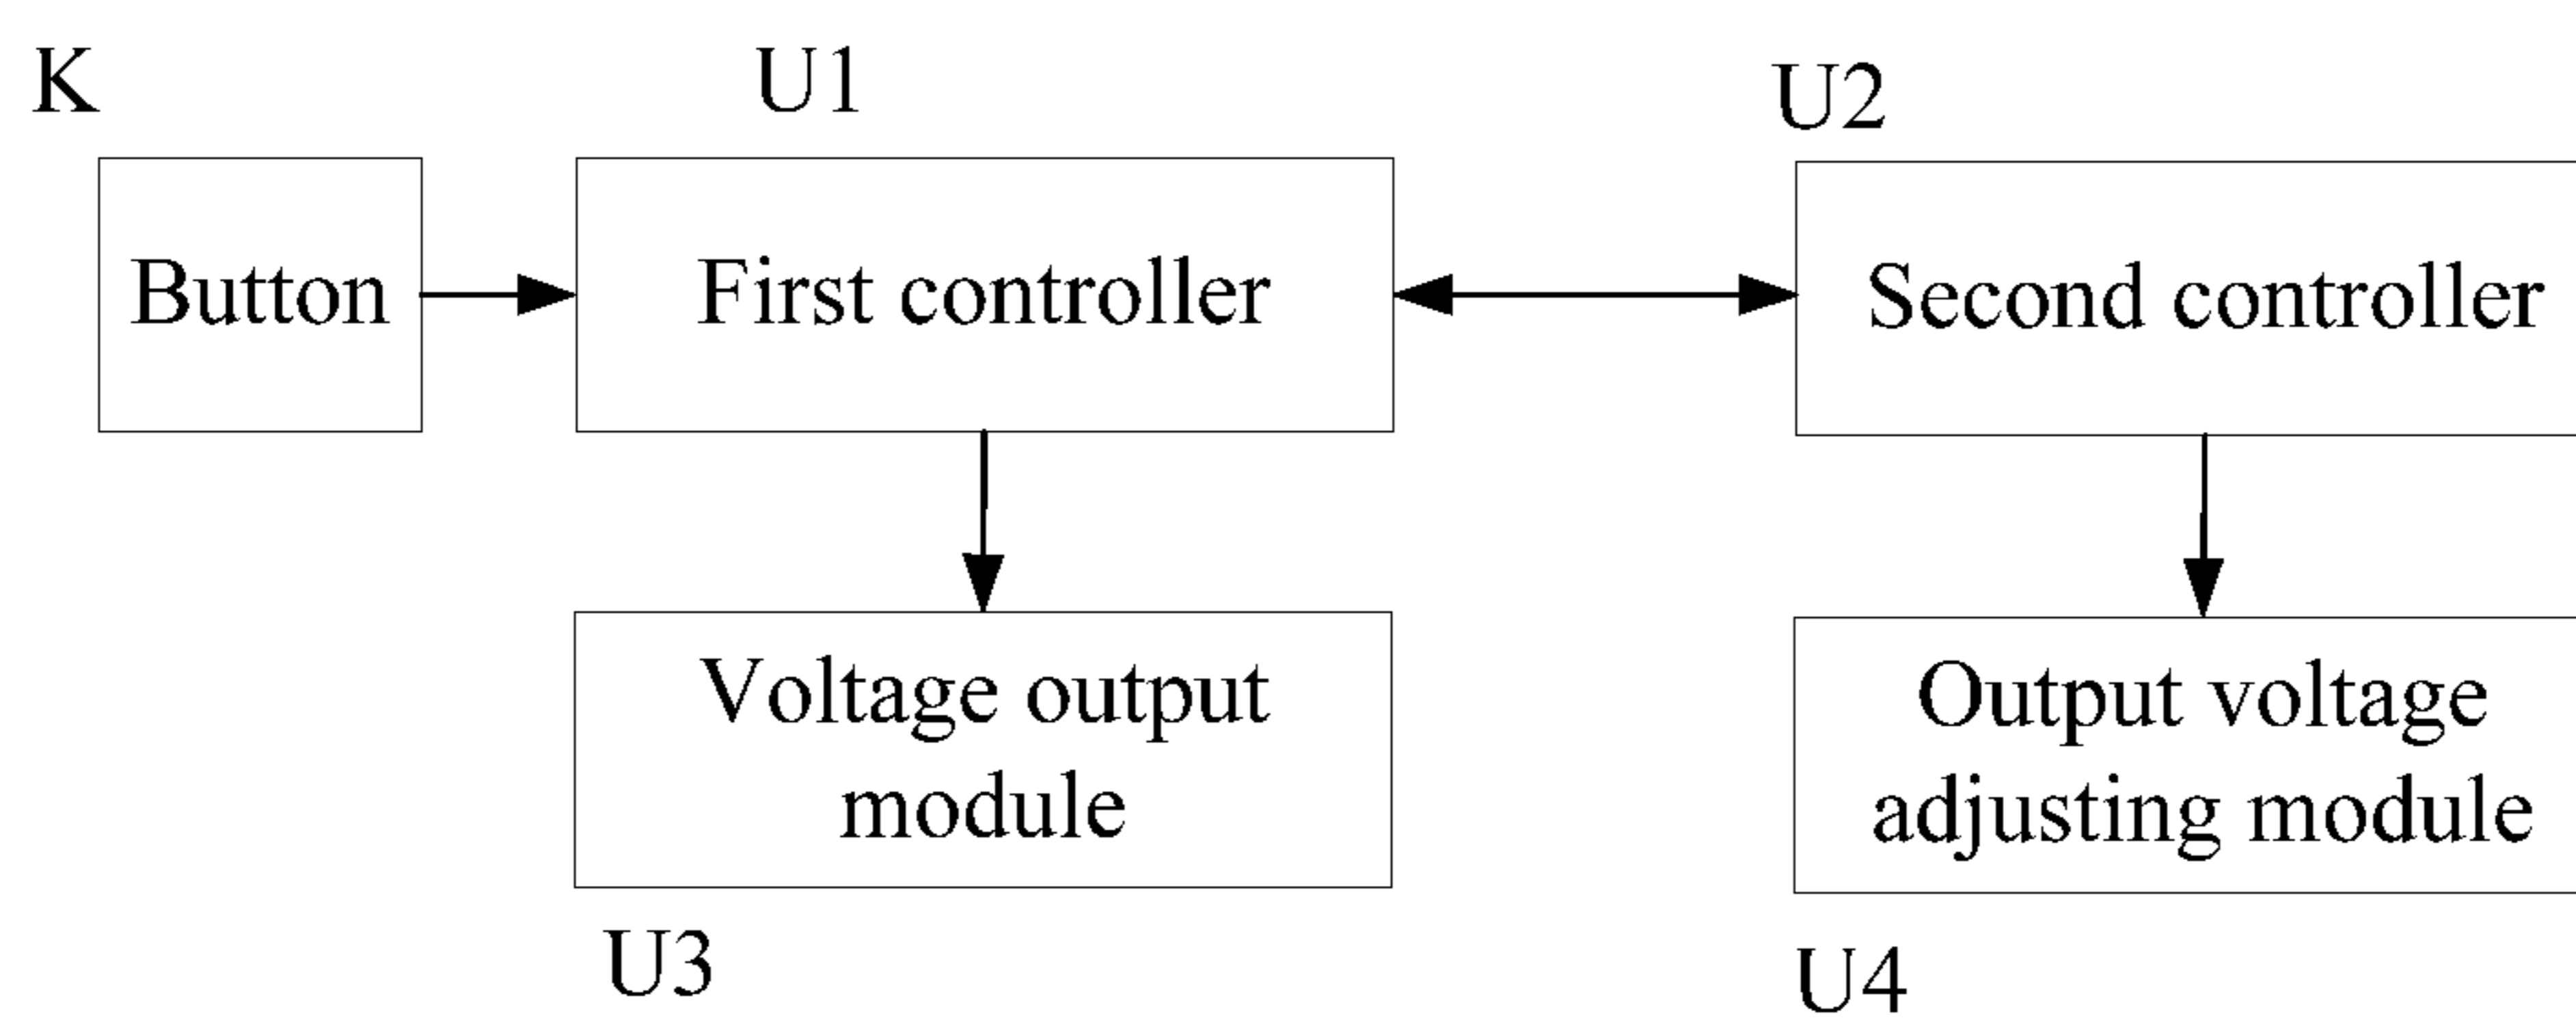 K
U1
U2
Button
First controller
Second controller
Voltage output
module
Output voltage
adjusting module
U3
U4